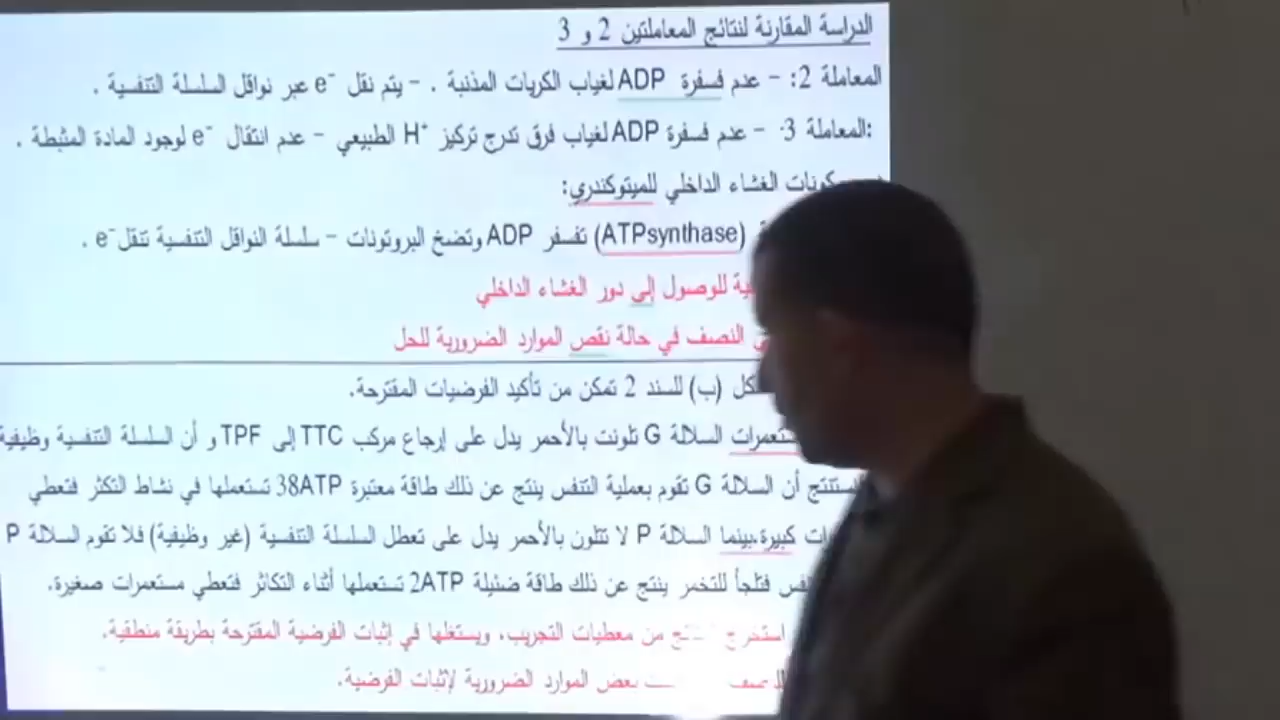 الدراسة المقارنة لنتائج المعاملتين 2 و 3
المعاملة 2: – عدم فسفرة ADP لغياب الكريات المذنبة . – يتم نقل e⁻ عبر نواقل السلسلة التنفسية .
:المعاملة 3. – عدم فسفرة ADP لغياب فرق تدرج تركيز H⁺ الطبيعي – عدم انتقال e⁻ لوجود المادة المثبطة .
الغشاء الداخلي للميتوكندري:
(ATPsynthase) تفسفر ADP وتضخ البروتونات – سلسلة النواقل التنفسية تنقل e⁻ .
للوصول إلى دور الغشاء الداخلي
النصف في حالة نقص الموارد الضرورية للحل
(ب) للسند 2 تمكن من تأكيد الفرضيات المقترحة.
السلالة G تلونت بالأحمر يدل على إرجاع مركب TTC إلى TPF و أن السلسلة التنفسية وظيفية
أن السلالة G تقوم بعملية التنفس ينتج عن ذلك طاقة معتبرة 38ATP تستعملها في نشاط التكثر فتعطي
كبيرة،بينما السلالة P لا تتلون بالأحمر يدل على تعطل السلسلة التنفسية (غير وظيفية) فلا تقوم السلالة P
فتلجأ للتخمر ينتج عن ذلك طاقة ضئيلة 2ATP تستعملها أثناء التكاثر فتعطي مستعمرات صغيرة.
استخرج من معطيات التجريب، ويستغلها في إثبات الفرضية المقترحة بطريقة منطقية.
بعض الموارد الضرورية لإثبات الفرضية.